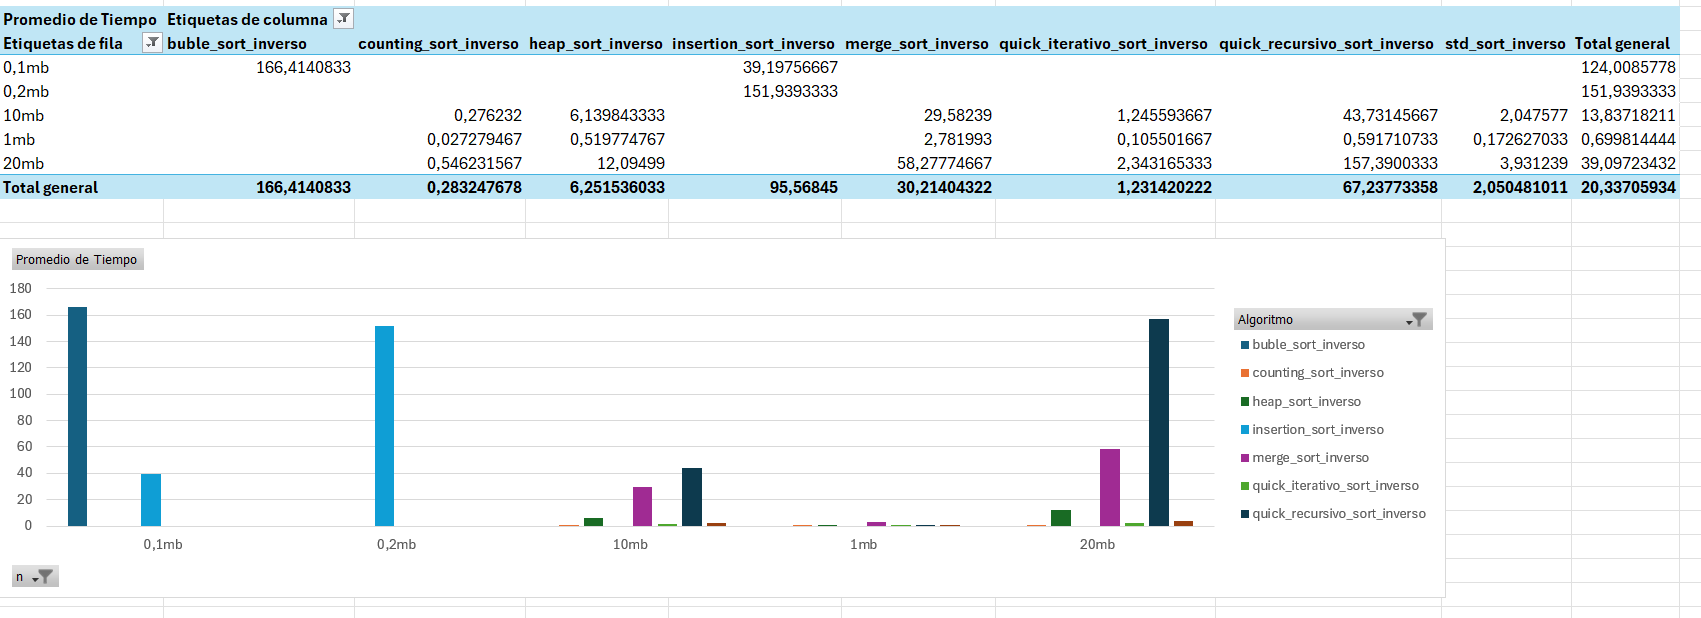 Promedio de Tiempo Etiquetas de columna
Etiquetas de fila buble_sort_inverso counting_sort_inverso heap_sort_inverso insertion_sort_inverso merge_sort_inverso quick_iterativo_sort_inverso quick_recursivo_sort_inverso std_sort_inverso Total general
0,1mb 166,4140833 39,19756667 124,0085778
0,2mb 151,9393333 151,9393333
10mb 0,276232 6,139843333 29,58239 1,245593667 43,73145667 2,047577 13,83718211
1mb 0,027279467 0,519774767 2,781993 0,105501667 0,591710733 0,172627033 0,699814444
20mb 0,546231567 12,09499 58,27774667 2,343165333 157,3900333 3,931239 39,09723432
Total general 166,4140833 0,283247678 6,251536033 95,56845 30,21404322 1,231420222 67,23773358 2,050481011 20,33705934
Promedio de Tiempo
180
160
140
120
100
80
60
40
20
0
0,1mb 0,2mb 10mb 1mb 20mb
Algoritmo
buble_sort_inverso
counting_sort_inverso
heap_sort_inverso
insertion_sort_inverso
merge_sort_inverso
quick_iterativo_sort_inverso
quick_recursivo_sort_inverso
n